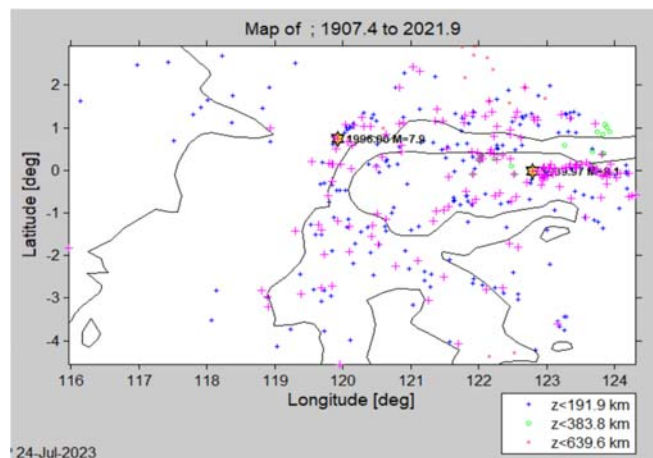 Map of ; 1907.4 to 2021.9
2
1
0
-1
-2
-3
-4
Latitude [deg]
1996.00 M=7.9
M=8.1
116
117
118
119
120
121
122
123
124
Longitude [deg]
z<191.9 km
z<383.8 km
z<639.6 km
24-Jul-2023